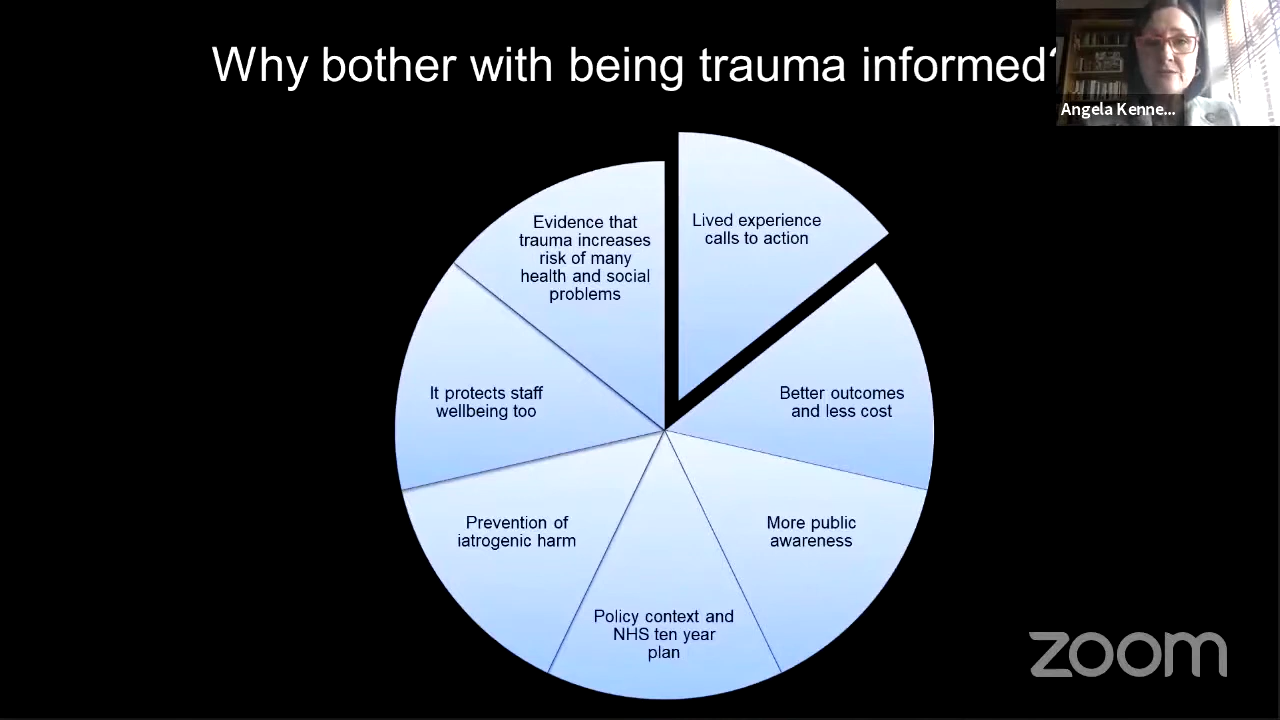 Why bother with being trauma informed?
Angela Kenne...
Lived experience
calls to action
Better outcomes
and less cost
More public
awareness
Policy context and
NHS ten year
plan
Prevention of
iatrogenic harm
It protects staff
wellbeing too
Evidence that
trauma increases
risk of many
health and social
problems
zoom